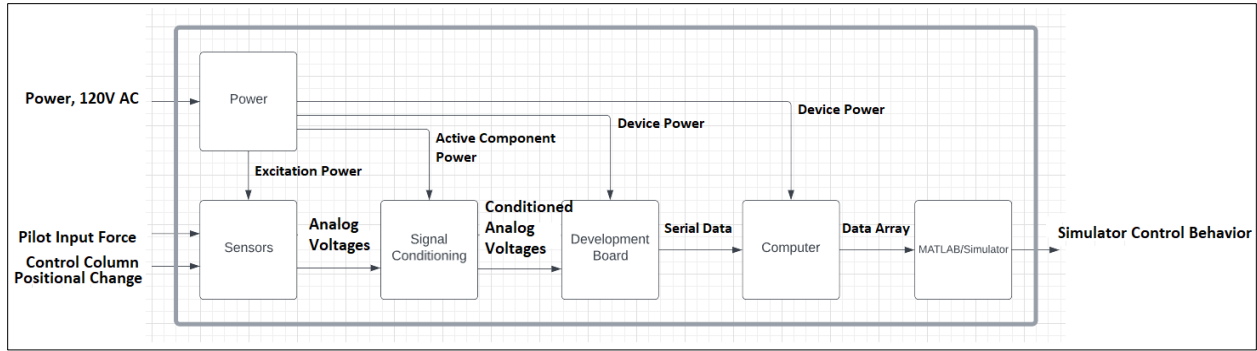 Power, 120V AC
Power
Device Power
Device Power
Active Component
Power
Excitation Power
Pilot Input Force
Control Column
Positional Change
Sensors
Analog
Voltages
Signal
Conditioning
Conditioned
Analog
Voltages
Development
Board
Serial Data
Computer
Data Array
MATLAB/Simulator
Simulator Control Behavior